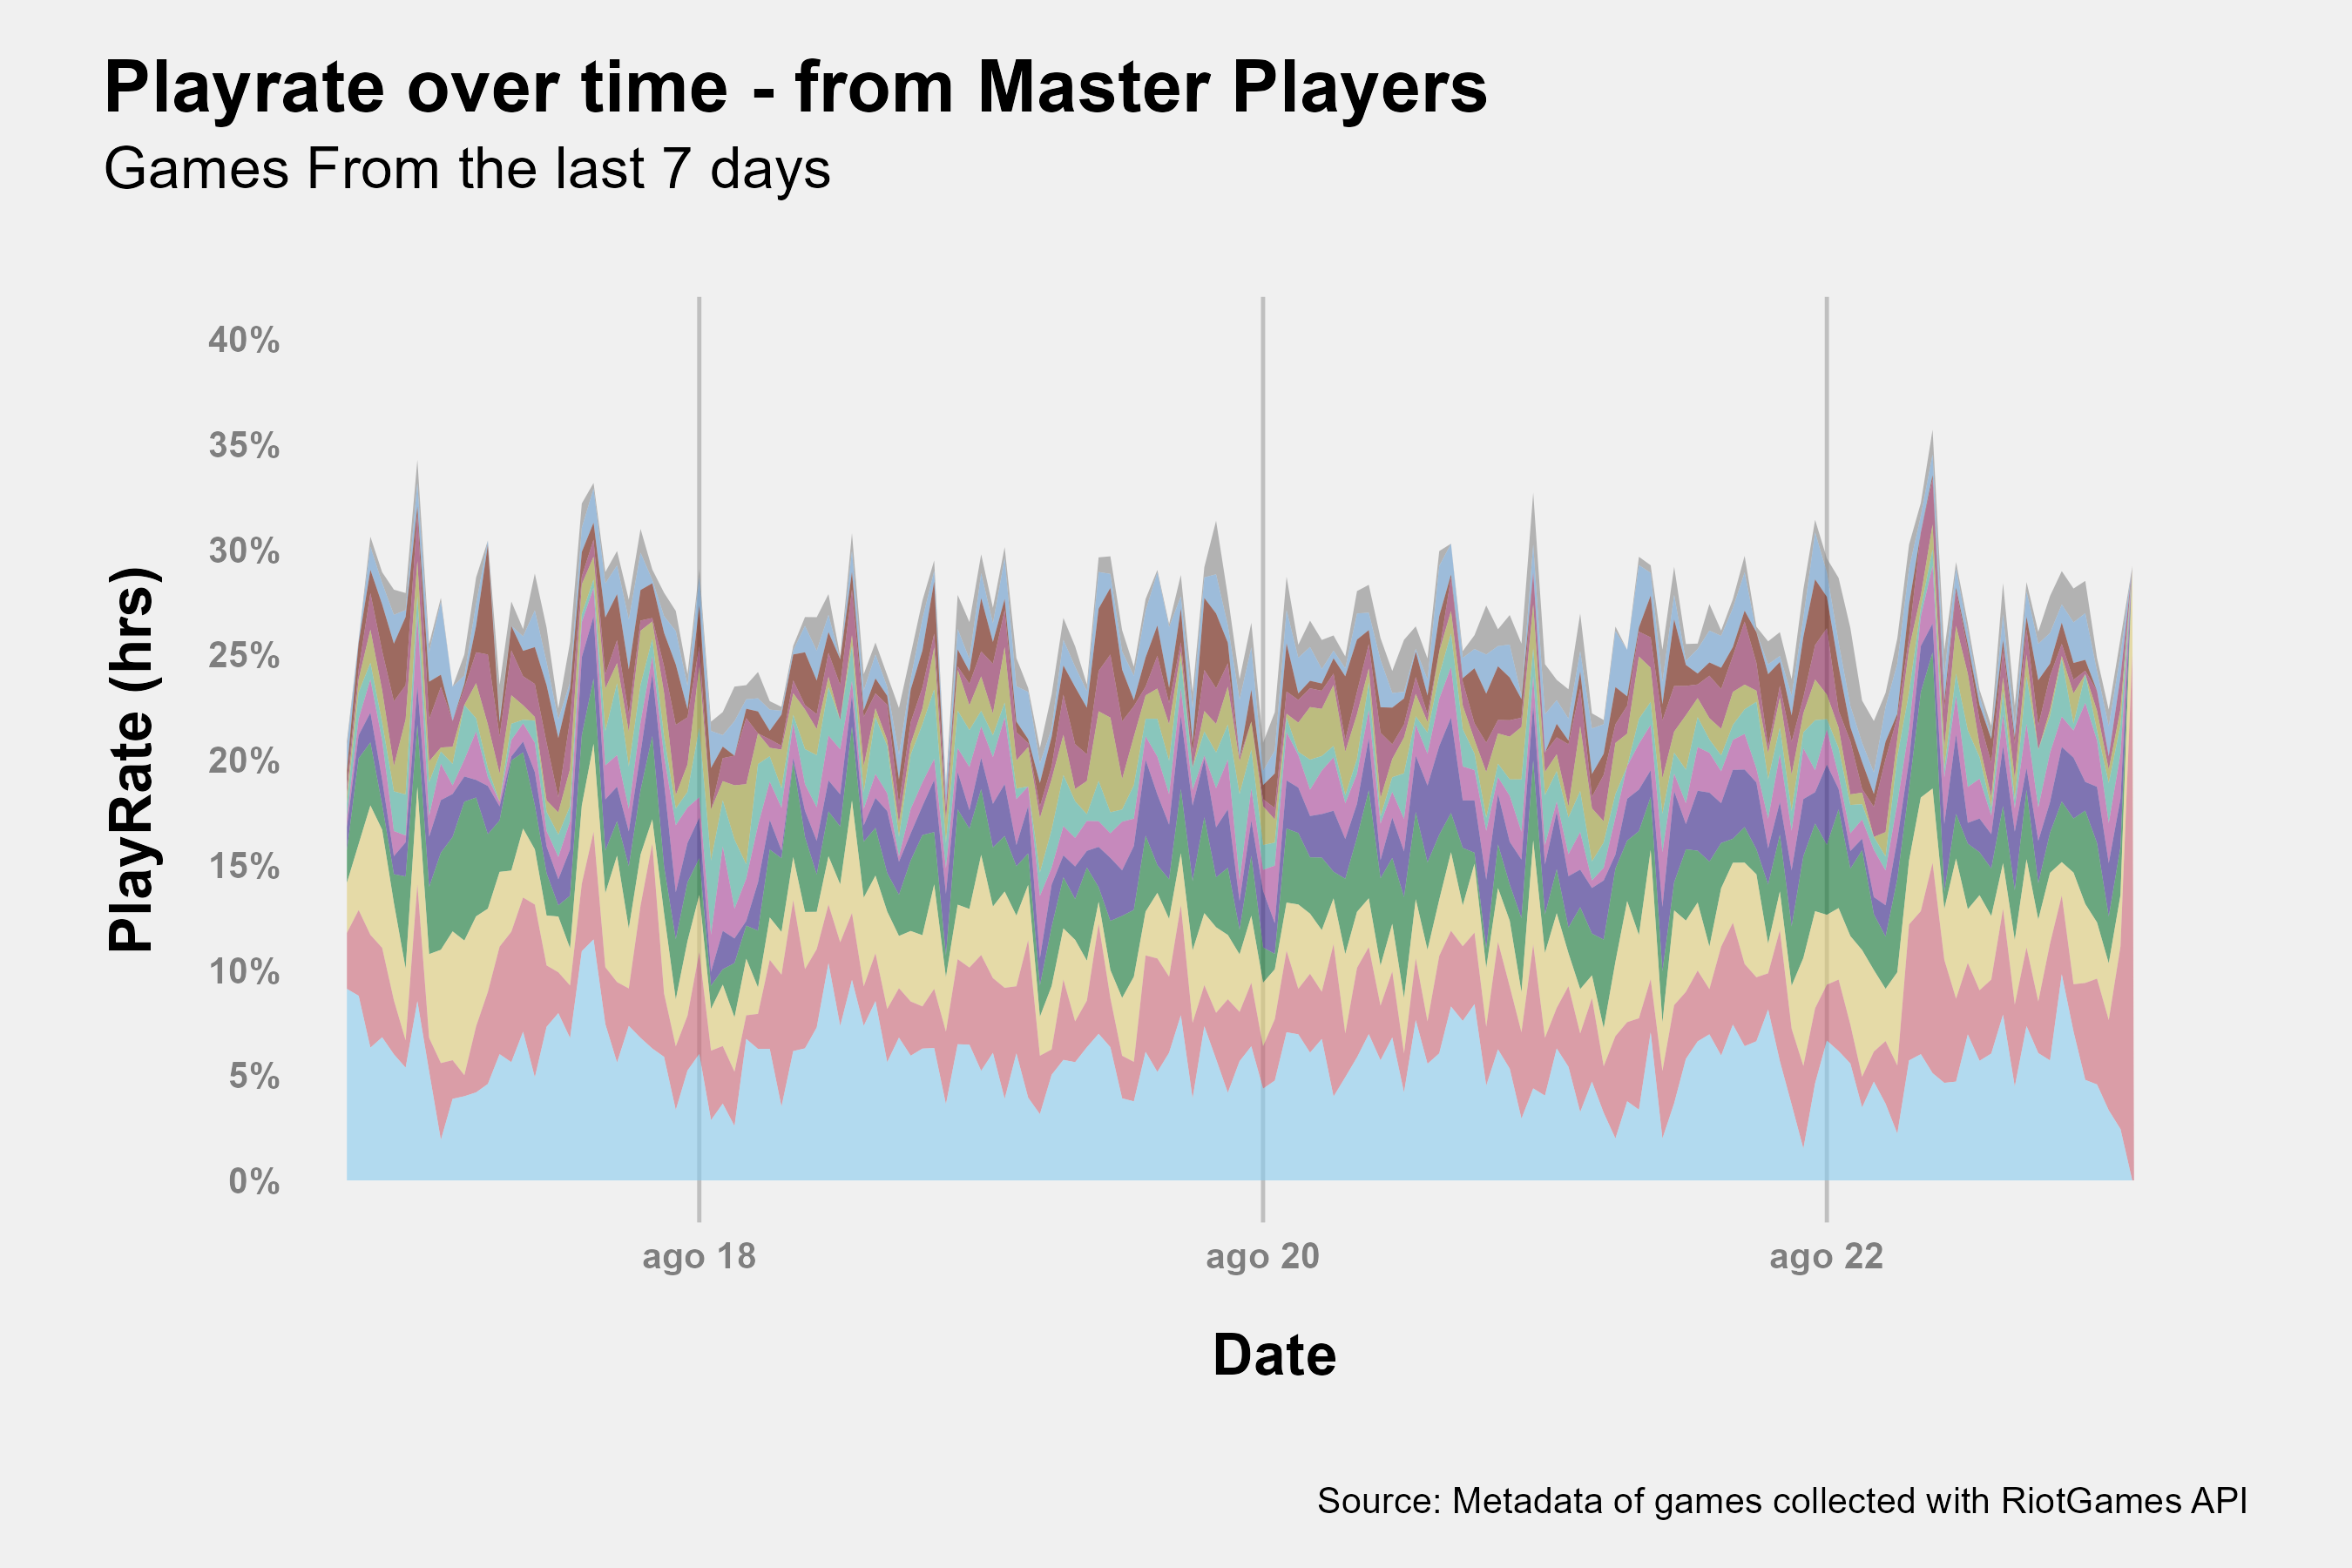 Playrate over time - from Master Players
Games From the last 7 days
PlayRate (hrs)
40%
35%
30%
25%
20%
15%
10%
5%
0%
ago 18
ago 20
ago 22
Date
Source: Metadata of games collected with RiotGames API